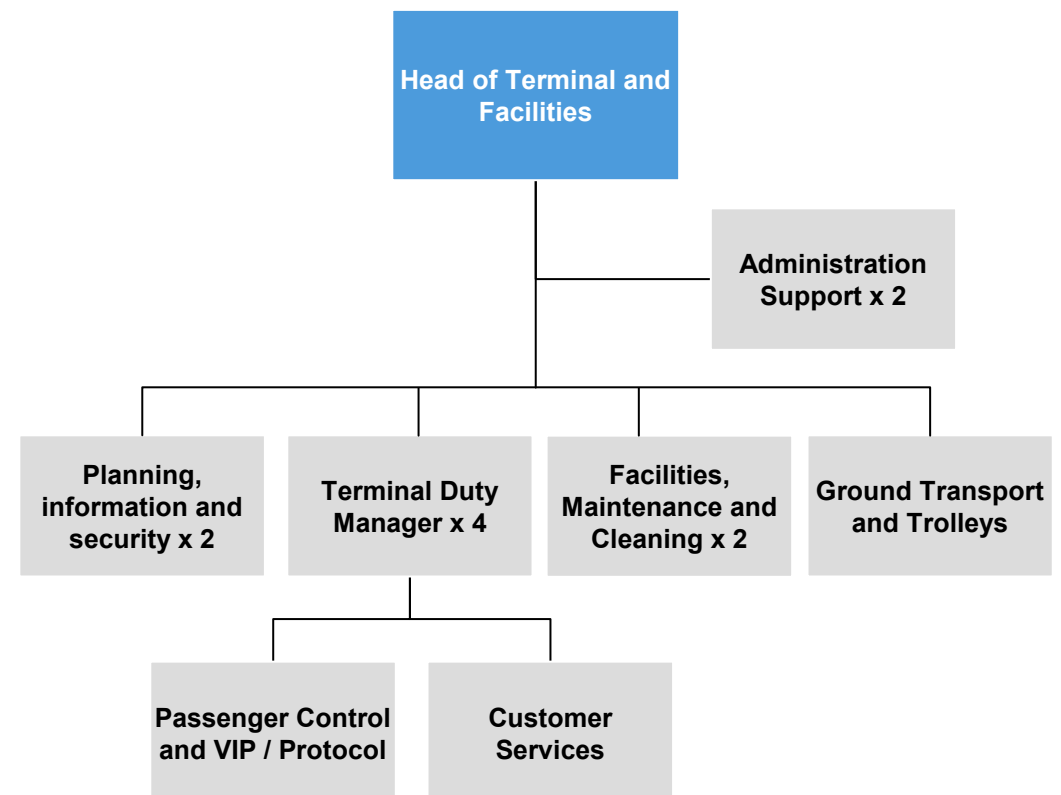 Head of Terminal and
Facilities
Administration
Support x 2
Planning,
information and
security x 2
Terminal Duty
Manager x 4
Facilities,
Maintenance and
Cleaning x 2
Ground Transport
and Trolleys
Passenger Control
and VIP / Protocol
Customer
Services